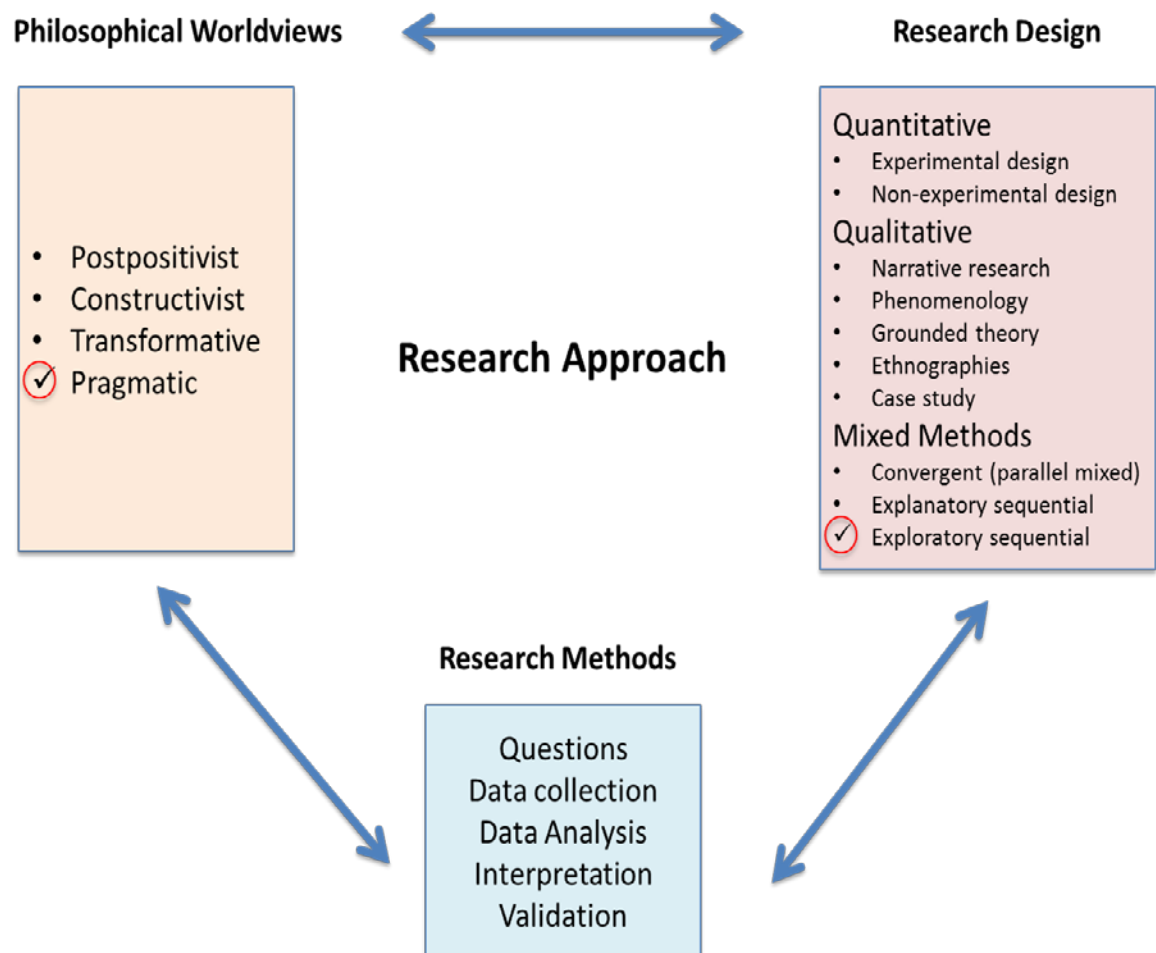 Philosophical Worldviews
Research Design
• Postpositivist
• Constructivist
• Transformative
✓ Pragmatic
Research Approach
Quantitative
• Experimental design
• Non-experimental design
Qualitative
• Narrative research
• Phenomenology
• Grounded theory
• Ethnographies
• Case study
Mixed Methods
• Convergent (parallel mixed)
• Explanatory sequential
✓ Exploratory sequential
Research Methods
Questions
Data collection
Data Analysis
Interpretation
Validation